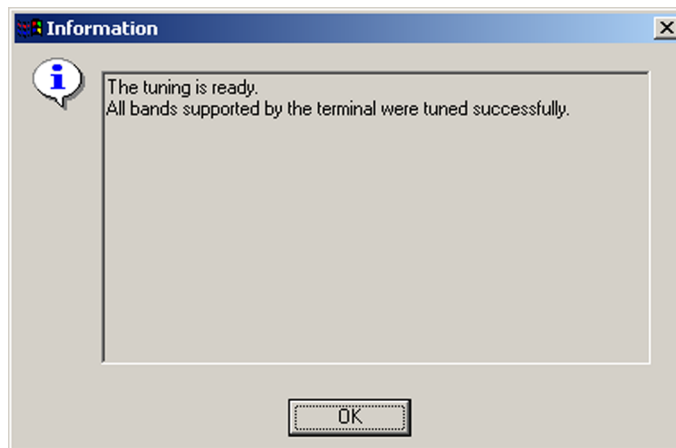 Information
The tuning is ready.
All bands supported by the terminal were tuned successfully.
OK